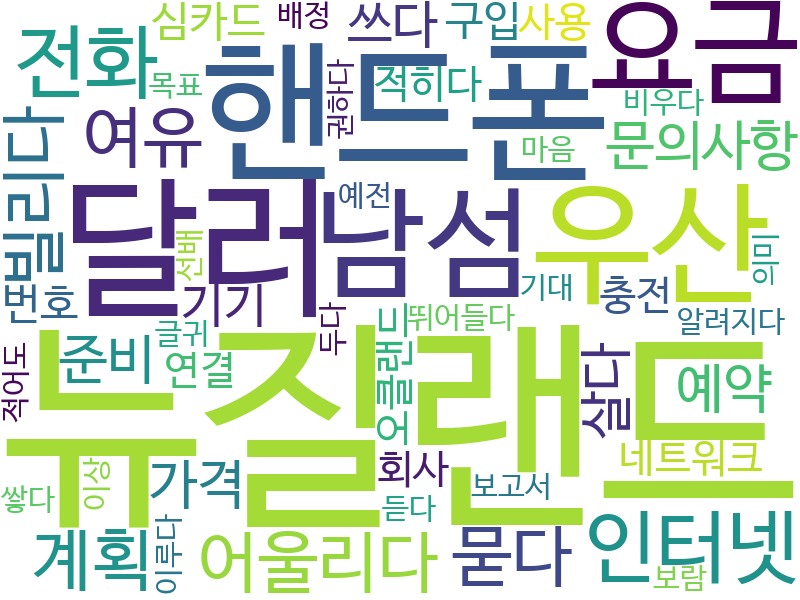 심카드
배정
쓰다
구입
사용
요금
전화
목표
핸드폰
권하다
적히다
비우다
여유
마음
문의사항
빌리다
달러
예전
남섬
우산
선배
의미
번호
기기
기대
충전
알려지다
두다
뛰어들다
글귀
준비
연결
오클랜드
뉴질랜드
살다
예약
적어도
이상
가격
회사
보고서
네트워크
쌓다
듣다
인터넷
계획
이루다
어울리다
묻다
보람